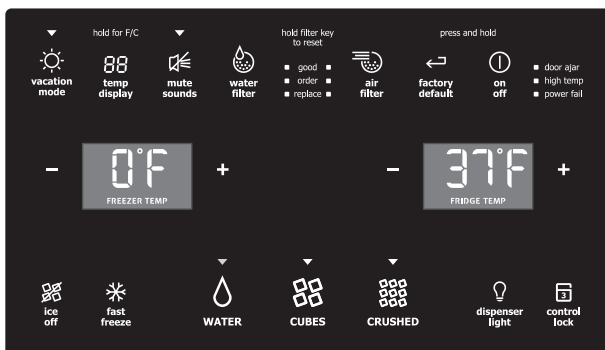 hold for F/C
hold filter key
to reset
press and hold
88
vacation
mode
temp
display
mute
sounds
water
filter
good
order
replace
air
filter
factory
default
on
off
door ajar
high temp
power fail
- 0°F +
FREEZER TEMP
- 37°F +
FRIDGE TEMP
ice
off
fast
freeze
WATER
CUBES
CRUSHED
dispenser
light
3
control
lock